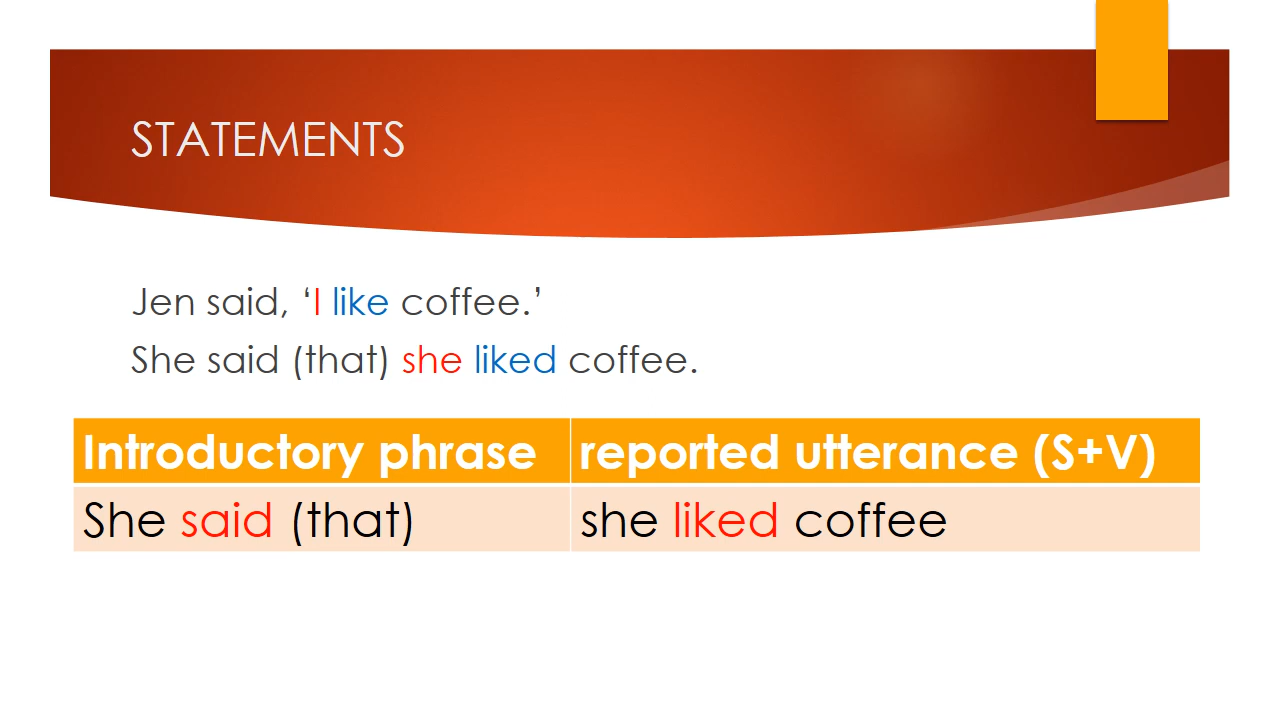 STATEMENTS
Jen said, ‘I like coffee.’
She said (that) she liked coffee.
Introductory phrase reported utterance (S+V)
She said (that) she liked coffee